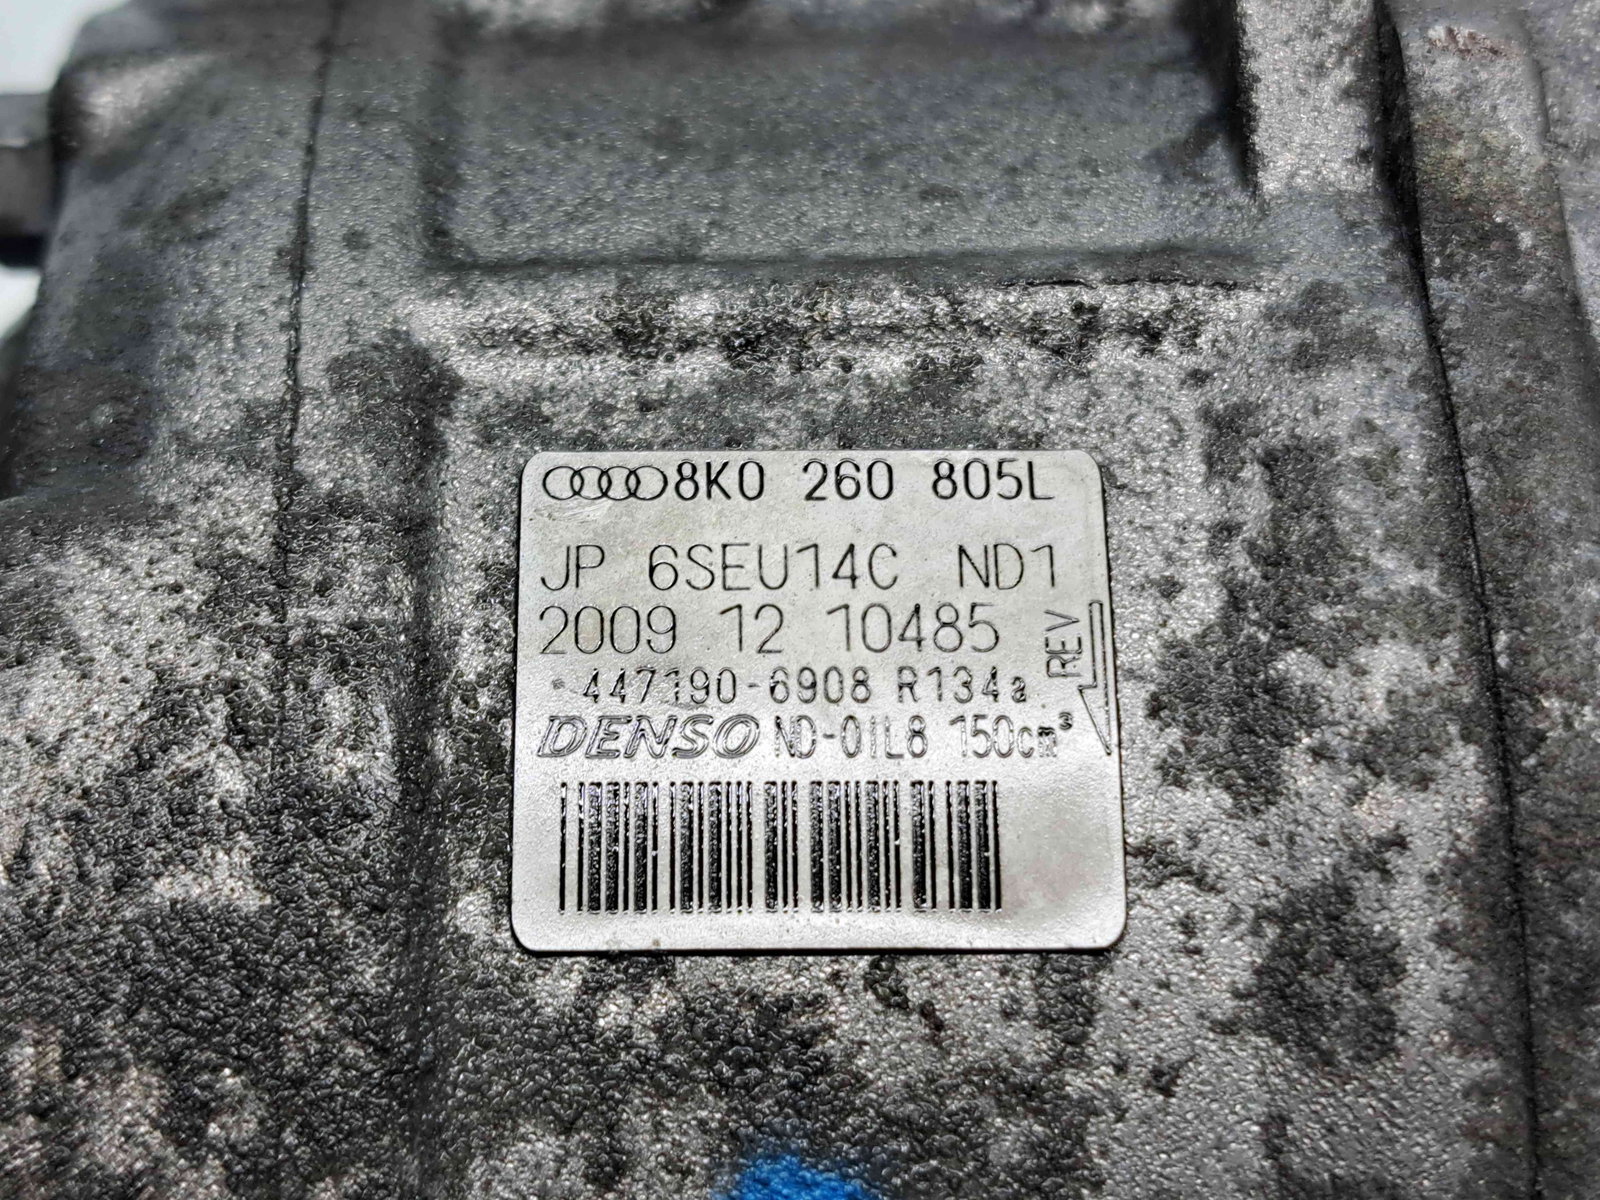 8K0 260 805L
JP 6SEU14C ND1
2009 12 10485
REV
447190-6908 R134a
DENSO ND-OIL8 150cm³